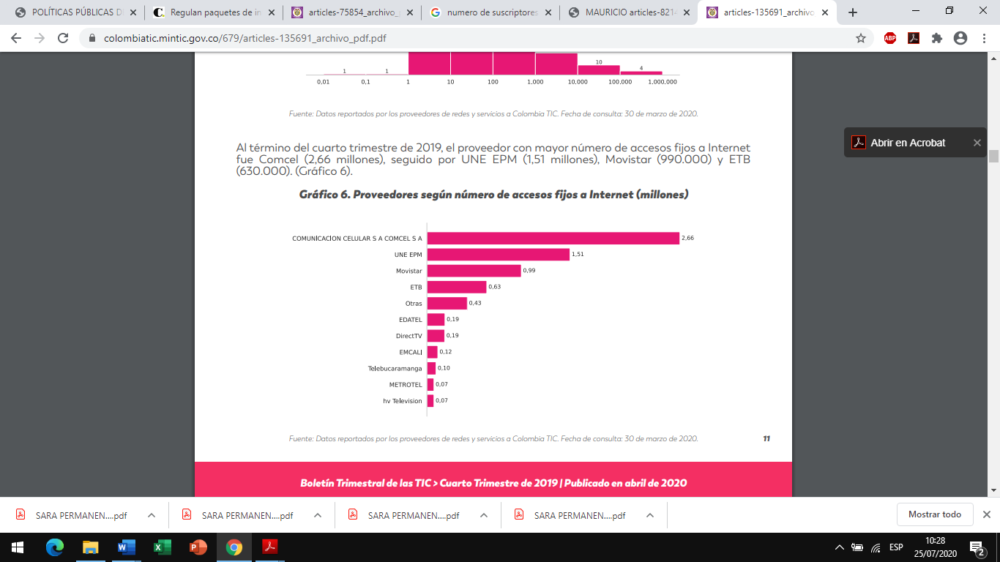 POLÍTICAS PÚBLICAS D
Regulan paquetes de in
articles-75854_archivo_
numero de suscriptores
MAURICIO articles-821
articles-135691_archivo
colombiatic.mintic.gov.co/679/articles-135691_archivo_pdf.pdf
ABP
1 1 10 4
0,01 0,1 1 10 100 1.000 10.000 100.000 1.000.000
Fuente: Datos reportados por los proveedores de redes y servicios a Colombia TIC. Fecha de consulta: 30 de marzo de 2020.
Abrir en Acrobat
Al término del cuarto trimestre de 2019, el proveedor con mayor número de accesos fijos a Internet
fue Comcel (2,66 millones), seguido por UNE EPM (1,51 millones), Movistar (990.000) y ETB
(630.000). (Gráfico 6).
Gráfico 6. Proveedores según número de accesos fijos a Internet (millones)
COMUNICACION CELULAR S A COMCEL S A 2,66
UNE EPM 1,51
Movistar 0,99
ETB 0,63
Otras 0,43
EDATEL 0,19
DirectTV 0,19
EMCALI 0,12
Telebucaramanga 0,10
METROTEL 0,07
hv Television 0,07
Fuente: Datos reportados por los proveedores de redes y servicios a Colombia TIC. Fecha de consulta: 30 de marzo de 2020.
11
Boletín Trimestral de las TIC > Cuarto Trimestre de 2019 | Publicado en abril de 2020
SARA PERMANEN....pdf
SARA PERMANEN....pdf
SARA PERMANEN....pdf
SARA PERMANEN....pdf
Mostrar todo
ESP
10:28
25/07/2020
2